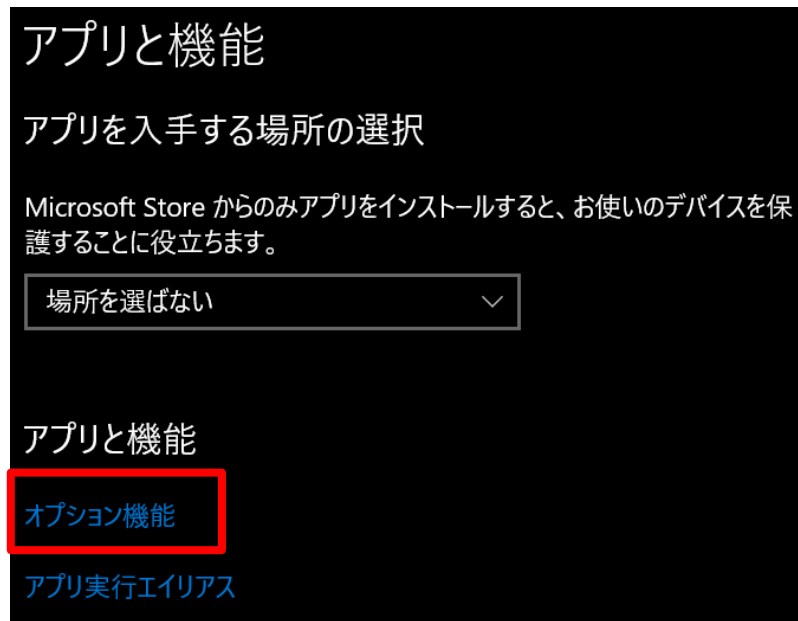 アプリと機能
アプリを入手する場所の選択
Microsoft Store からのみアプリをインストールすると、お使いのデバイスを保
護することに役立ちます。
場所を選ばない
アプリと機能
オプション機能
アプリ実行エイリアス